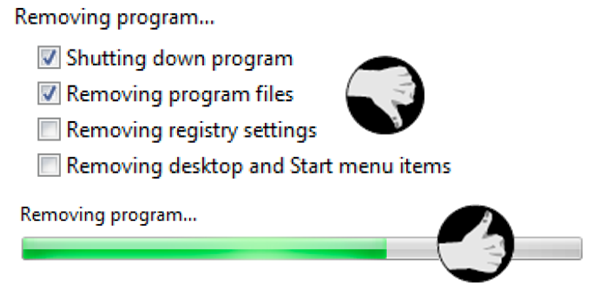 Removing program...
Shutting down program
Removing program files
Removing registry settings
Removing desktop and Start menu items
Removing program...